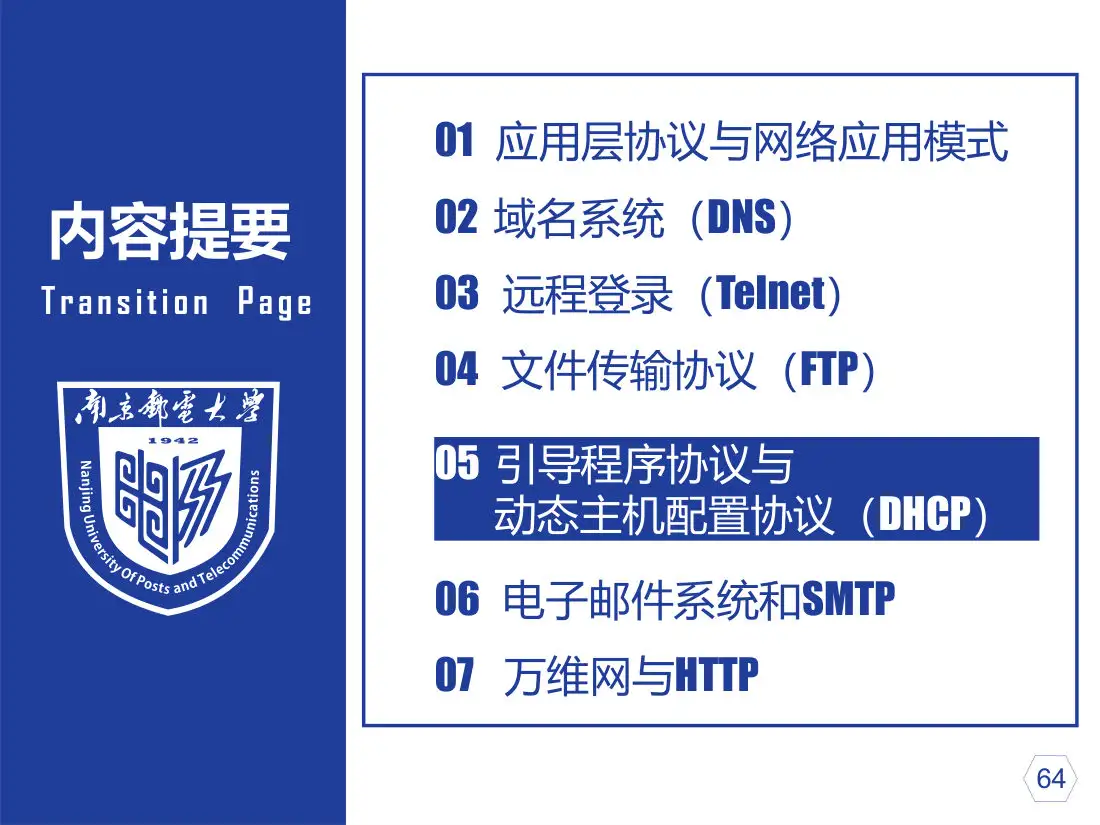 内容提要
Transition Page
南京邮电大学
1942
Nanjing University Of Posts and Telecommunications
01 应用层协议与网络应用模式
02 域名系统（DNS）
03 远程登录（Telnet）
04 文件传输协议（FTP）
05 引导程序协议与
动态主机配置协议（DHCP）
06 电子邮件系统和SMTP
07 万维网与HTTP
64